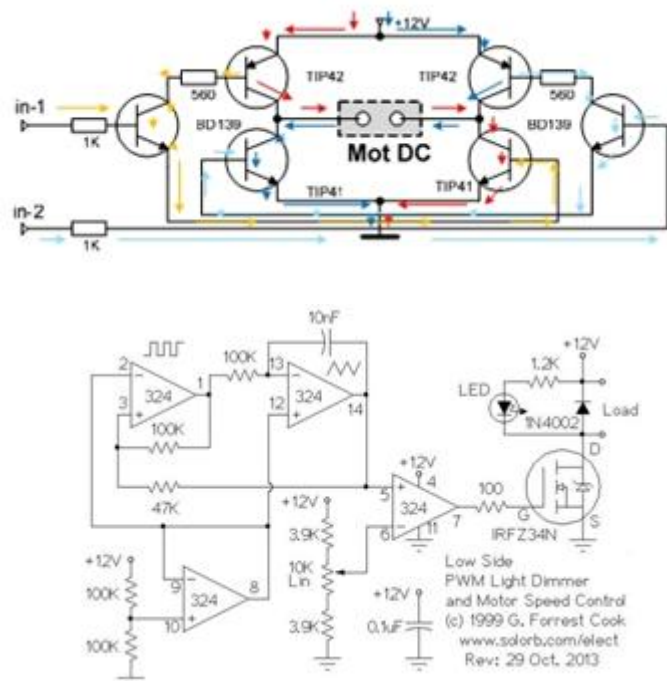 +12V
TIP42
TIP42
560
560
in-1
BD139
BD139
1K
Mot DC
TIP41
TIP41
in-2
1K
10nF
+12V
2
100K
13
1.2K
324
1
324
LED
3
12
14
1N4002
Load
100K
+12V
D
47K
+12V
5
4
100
3.9K
324
7
G
S
6
11
IRFZ34N
+12V
10K
Lin
9
8
Low Side
100K
324
PWM Light Dimmer
10
3.9K
+12V
and Motor Speed Control
100K
0.1uF
(c) 1999 G. Forrest Cook
www.solorb.com/elect
Rev: 29 Oct. 2013